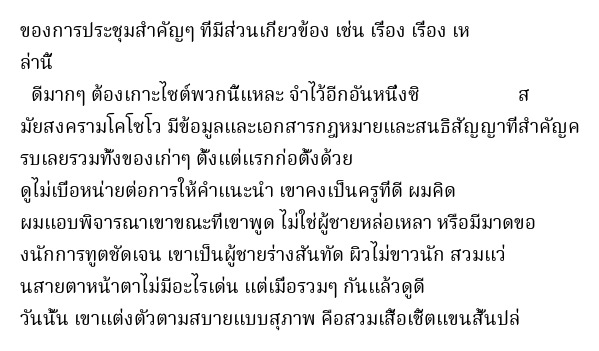 ของการประชุมสำคัญๆ ที่มีส่วนเกี่ยวข้อง เช่น เรื่อง เรื่อง เห
ล่านี้
ดีมากๆ ต้องเกาะไซต์พวกนี้แหละ จำไว้อีกอันหนึ่งซิ ส
มัยสงครามโคโซโว มีข้อมูลและเอกสารกฎหมายและสนธิสัญญาที่สำคัญค
รบเลยรวมทั้งของเก่าๆ ตั้งแต่แรกก่อตั้งด้วย
ดูไม่เบื่อหน่ายต่อการให้คำแนะนำ เขาคงเป็นครูที่ดี ผมคิด
ผมแอบพิจารณาเขาขณะที่เขาพูด ไม่ใช่ผู้ชายหล่อเหลา หรือมีมาดขอ
งนักการทูตชัดเจน เขาเป็นผู้ชายร่างสันทัด ผิวไม่ขาวนัก สวมแว่
นสายตาหน้าตาไม่มีอะไรเด่น แต่เมื่อรวมๆ กันแล้วดูดี
วันนั้น เขาแต่งตัวตามสบายแบบสุภาพ คือสวมเสื้อเชิ้ตแขนสั้นปล่